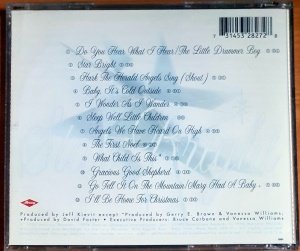 7 31453 28272 8
Do You Hear What I Hear/The Little Drummer Boy
Star Bright
Hark The Herald Angels Sing (Shout)
Baby, It's Cold Outside
I Wonder As I Wander
Sleep Well, Little Children
Angels We Have Heard On High
The First Noel
What Child Is This*
Gracious Good Shepherd
Go Tell It On The Mountain/Mary Had A Baby
I'll Be Home For Christmas
Produced by Jeff Kievit except: *Produced by Gerry E. Brown & Vanessa Williams,
+Produced by David Foster • Executive Producers: Bruce Carbone and Vanessa Williams